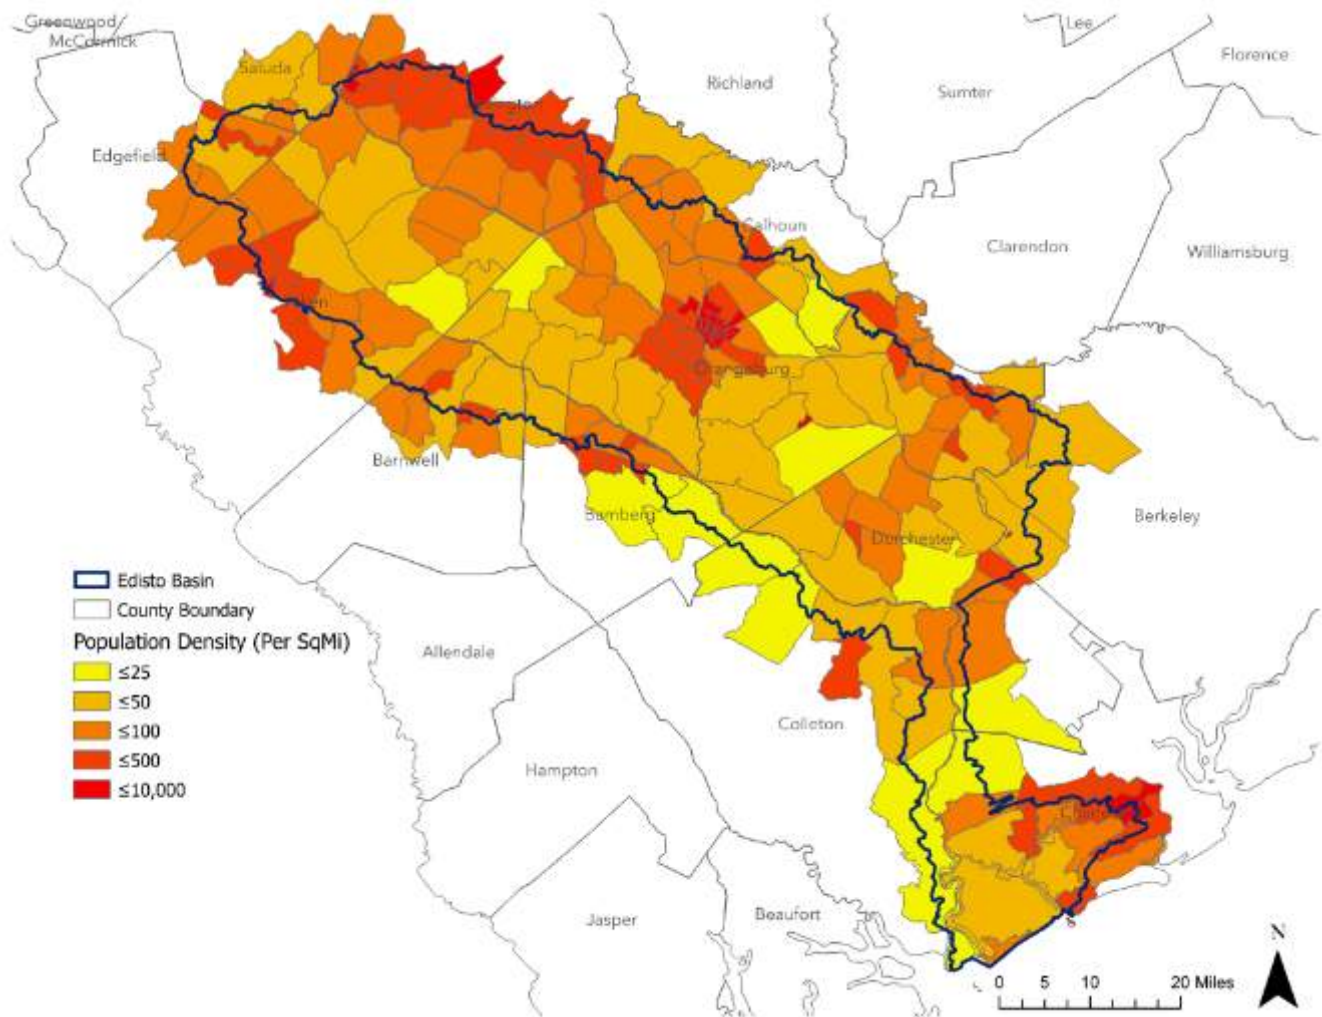 Greenwood
McCormick
Lee
Florence
Saluda
Richland
Sumter
Edgefield
Calhoun
Clarendon
Williamsburg
Orangeburg
Barnwell
Bamberg
Berkeley
Dorchester
Edisto Basin
County Boundary
Population Density (Per SqMi)
≤25
≤50
≤100
≤500
≤10,000
Allendale
Colleton
Hampton
Jasper
Beaufort
N
0 5 10 20 Miles